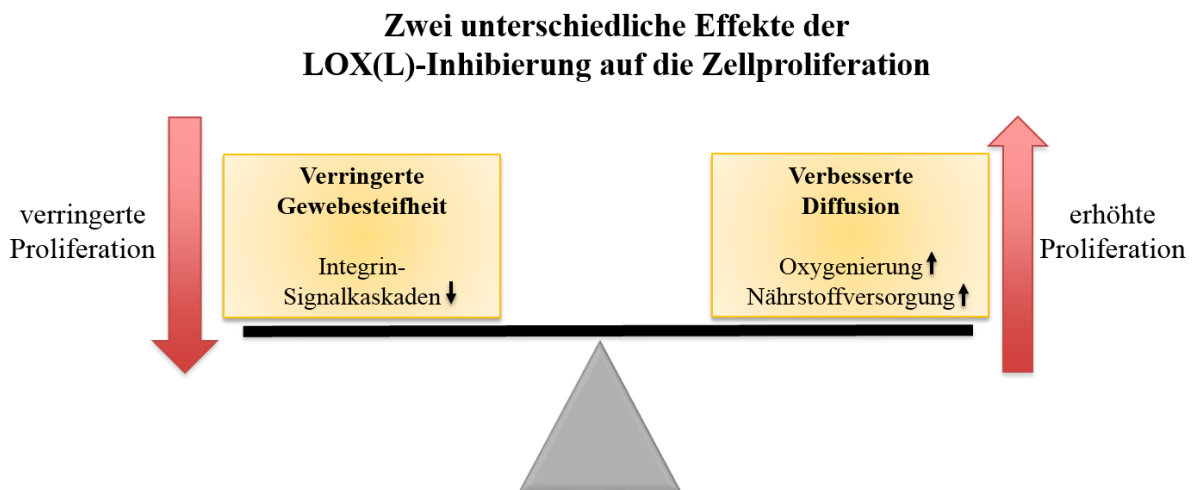 Zwei unterschiedliche Effekte der
LOX(L)-Inhibierung auf die Zellproliferation
verringerte
Proliferation
Verringerte
Gewebesteifheit
Integrin-
Signalkaskaden
Verbesserte
Diffusion
Oxygenierung
Nährstoffversorgung
erhöhte
Proliferation